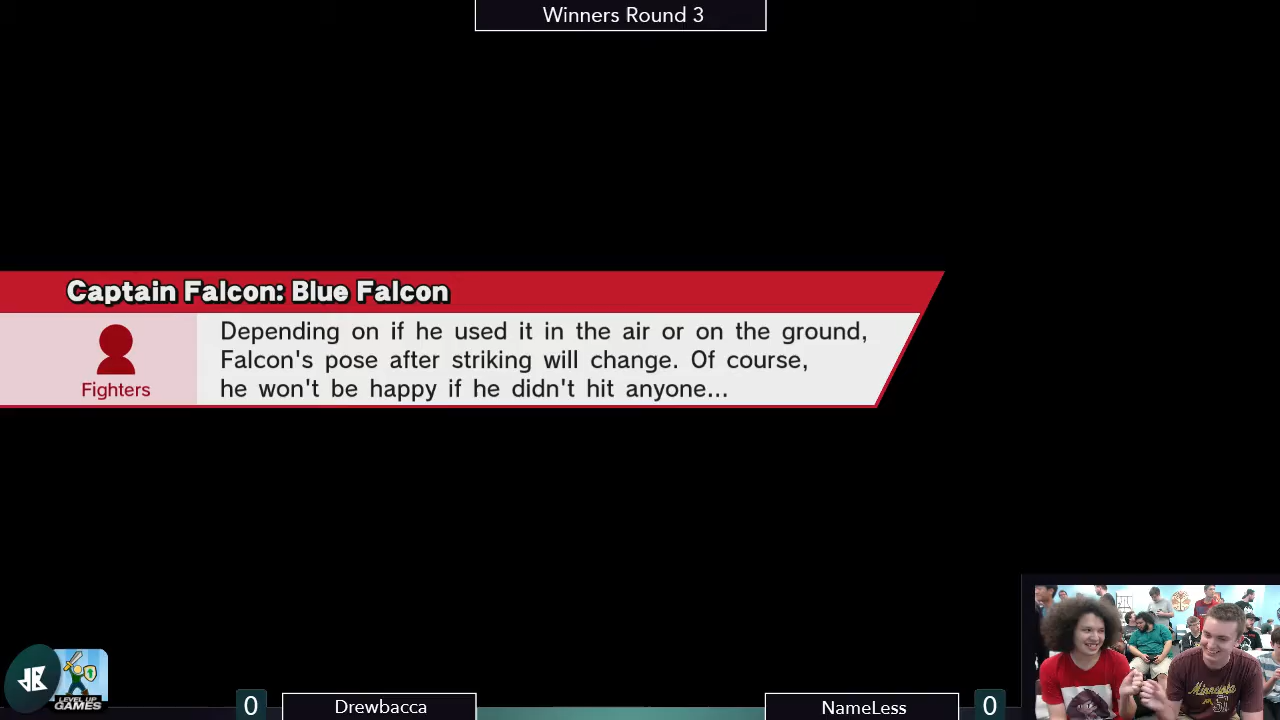 Winners Round 3
Captain Falcon: Blue Falcon
Depending on if he used it in the air or on the ground,
Falcon's pose after striking will change. Of course,
he won't be happy if he didn't hit anyone...
Fighters
LEVEL UP
GAMES
0
Drewbacca
NameLess
0
Minnesota
51